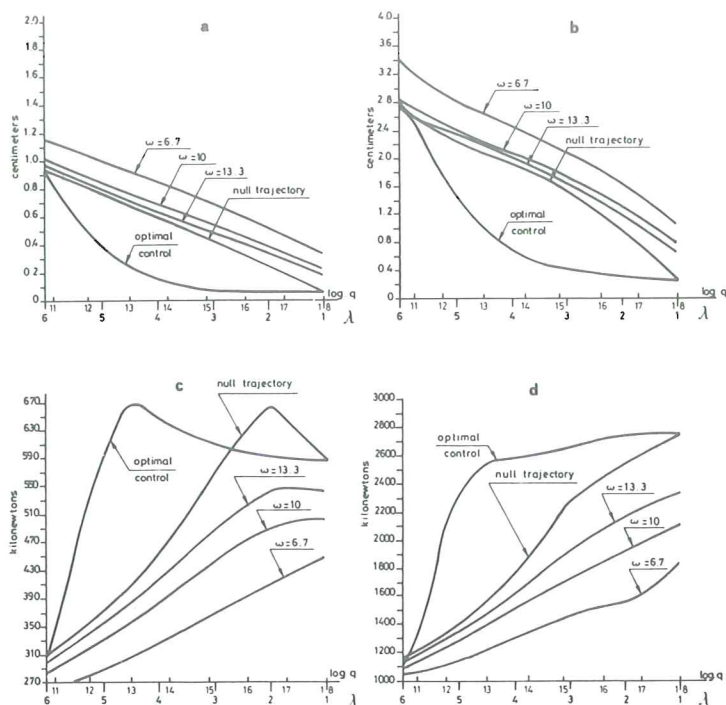 a
2.0
1.8
1.6
1.4
1.2
1.0
0.8
0.6
0.4
0.2
0
centimeters
ω=6.7
ω=10
ω=13.3
null trajectory
optimal
control
11 12 13 14 15 16 17 18 log q
6 5 4 3 2 1 λ
b
4.0
3.6
3.2
2.8
2.4
2.0
1.6
1.2
0.8
0.4
0
centimeters
ω=6.7
ω=10
ω=13.3
null trajectory
optimal
control
log q
11 12 13 14 15 16 17 18
6 5 4 3 2 1 λ
c
670
630
590
550
510
470
430
390
350
310
270
kilonewtons
null trajectory
optimal
control
ω=13.3
ω=10
ω=6.7
11 12 13 14 15 16 17 18 log q
6 5 4 3 2 1 λ
d
3000
2800
2600
2400
2200
2000
1800
1600
1400
1200
1000
kilonewtons
optimal
control
null trajectory
ω=13.3
ω=10
ω=6.7
11 12 13 14 15 16 17 18 log q
6 5 4 3 2 1 λ